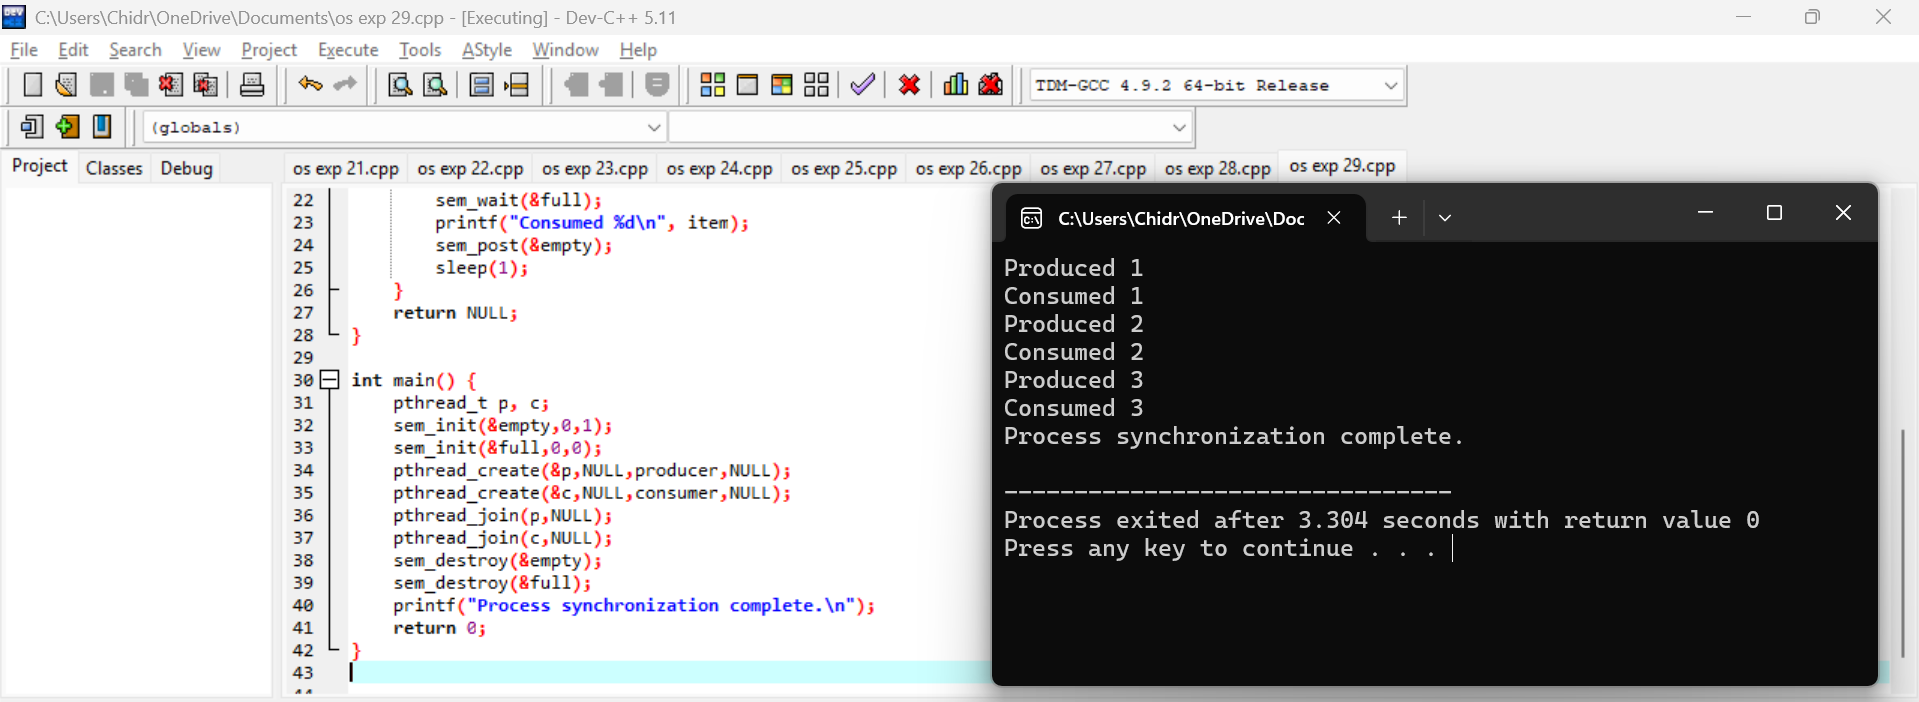 C:\Users\Chidr\OneDrive\Documents\os exp 29.cpp - [Executing] - Dev-C++ 5.11
File Edit Search View Project Execute Tools AStyle Window Help
TDM-GCC 4.9.2 64-bit Release
(globals)
Project Classes Debug
os exp 21.cpp os exp 22.cpp os exp 23.cpp os exp 24.cpp os exp 25.cpp os exp 26.cpp os exp 27.cpp os exp 28.cpp os exp 29.cpp
22 sem_wait(&full);
23 printf("Consumed %d\n", item);
24 sem_post(&empty);
25 sleep(1);
26 }
27 return NULL;
28 }
29
30 int main() {
31 pthread_t p, c;
32 sem_init(&empty,0,1);
33 sem_init(&full,0,0);
34 pthread_create(&p,NULL,producer,NULL);
35 pthread_create(&c,NULL,consumer,NULL);
36 pthread_join(p,NULL);
37 pthread_join(c,NULL);
38 sem_destroy(&empty);
39 sem_destroy(&full);
40 printf("Process synchronization complete.\n");
41 return 0;
42 }
43
C:\Users\Chidr\OneDrive\Doc
Produced 1
Consumed 1
Produced 2
Consumed 2
Produced 3
Consumed 3
Process synchronization complete.
--------------------------------
Process exited after 3.304 seconds with return value 0
Press any key to continue . . .